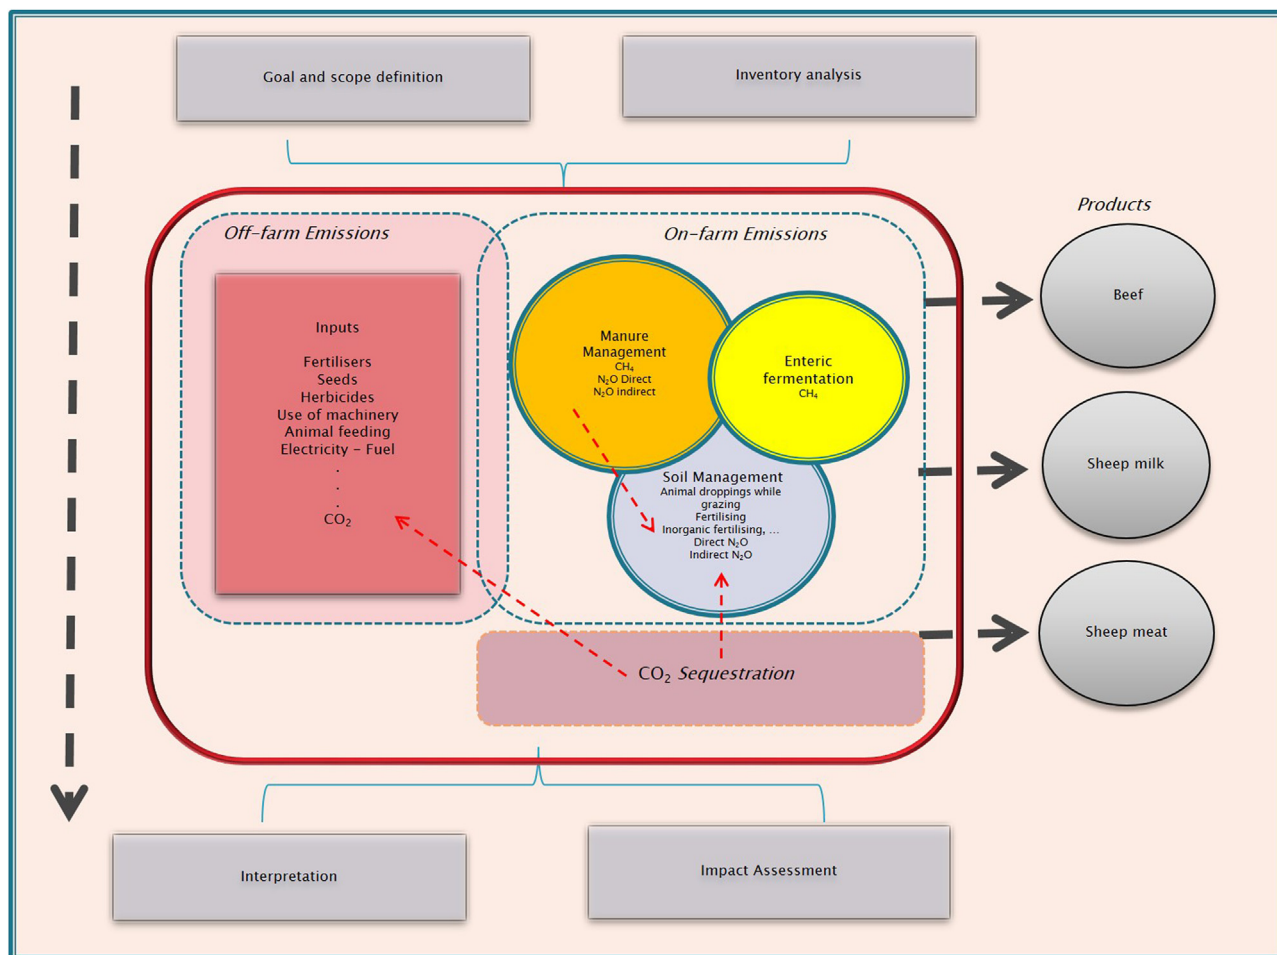 Goal and scope definition
Inventory analysis
Products
Off-farm Emissions
On-farm Emissions
Inputs
Fertilisers
Seeds
Herbicides
Use of machinery
Animal feeding
Electricity – Fuel
.
.
.
CO₂
Manure
Management
CH₄
N₂O Direct
N₂O indirect
Enteric
fermentation
CH₄
Soil Management
Animal droppings while
grazing
Fertilising
Inorganic fertilising, ...
Direct N₂O
Indirect N₂O
CO₂ Sequestration
Beef
Sheep milk
Sheep meat
Interpretation
Impact Assessment